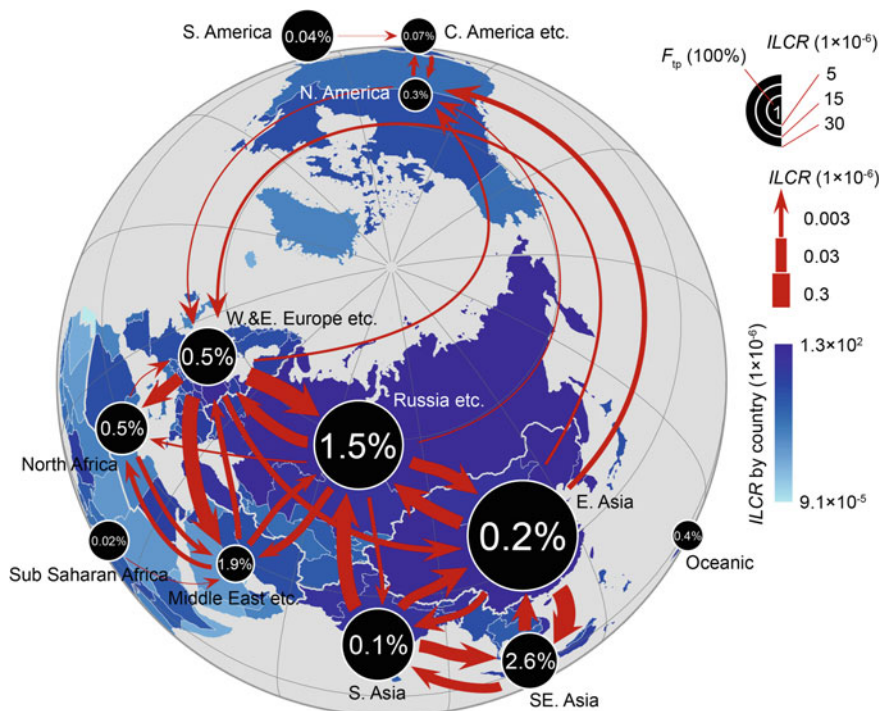 S. America
0.04%
0.07%
C. America etc.
N. America
0.3%
F_tp (100%)
ILCR (1×10⁻⁶)
1
5
15
30
ILCR (1×10⁻⁶)
0.003
0.03
0.3
ILCR by country (1×10⁻⁶)
1.3×10²
9.1×10⁻⁵
W.&E. Europe etc.
0.5%
Russia etc.
1.5%
0.5%
North Africa
E. Asia
0.2%
0.02%
Sub Saharan Africa
1.9%
Middle East etc.
0.4%
Oceanic
0.1%
S. Asia
2.6%
SE. Asia